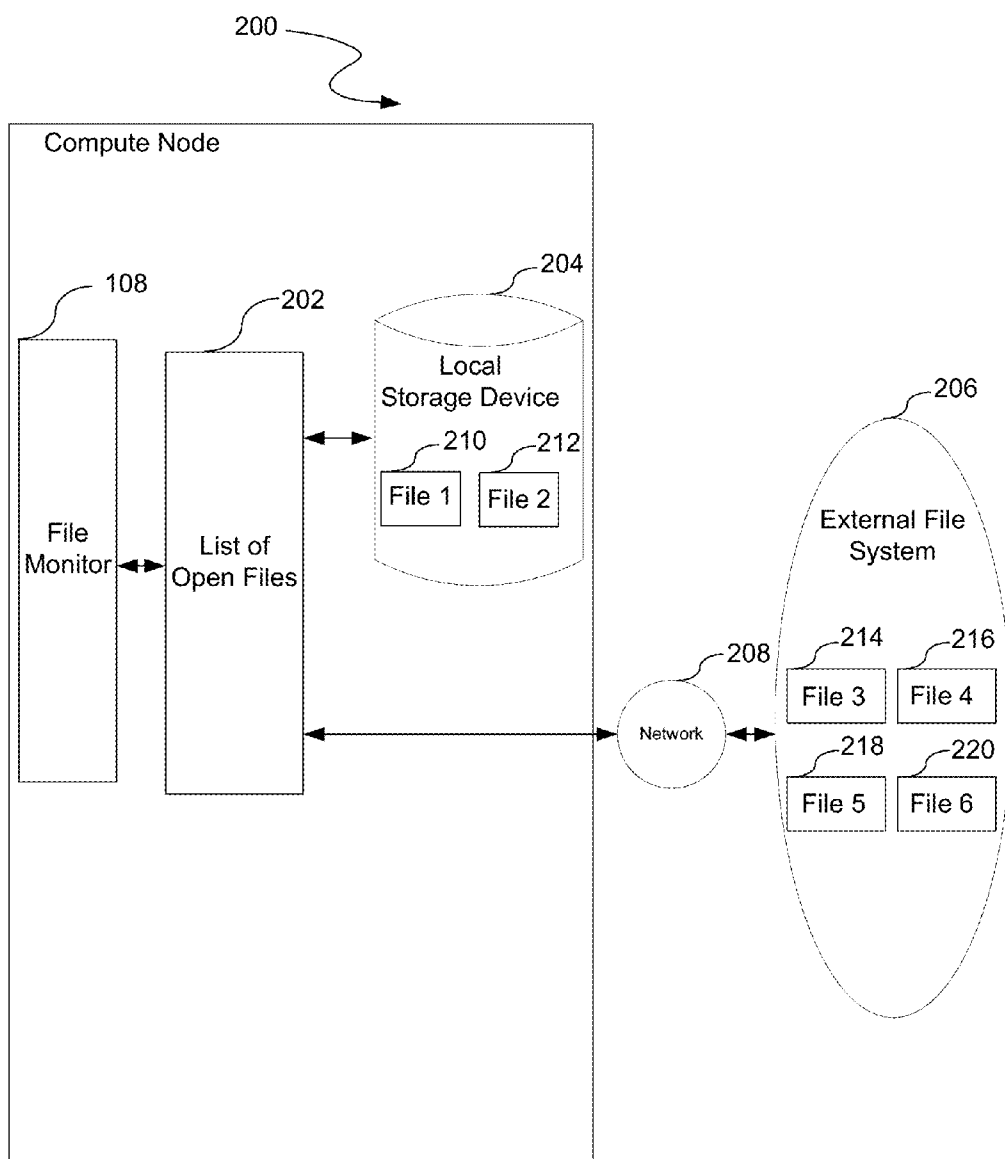 200
Compute Node
108
202
204
Local
Storage Device
210
212
File 1
File 2
File
Monitor
List of
Open Files
206
External File
System
208
Network
214
216
File 3
File 4
218
220
File 5
File 6